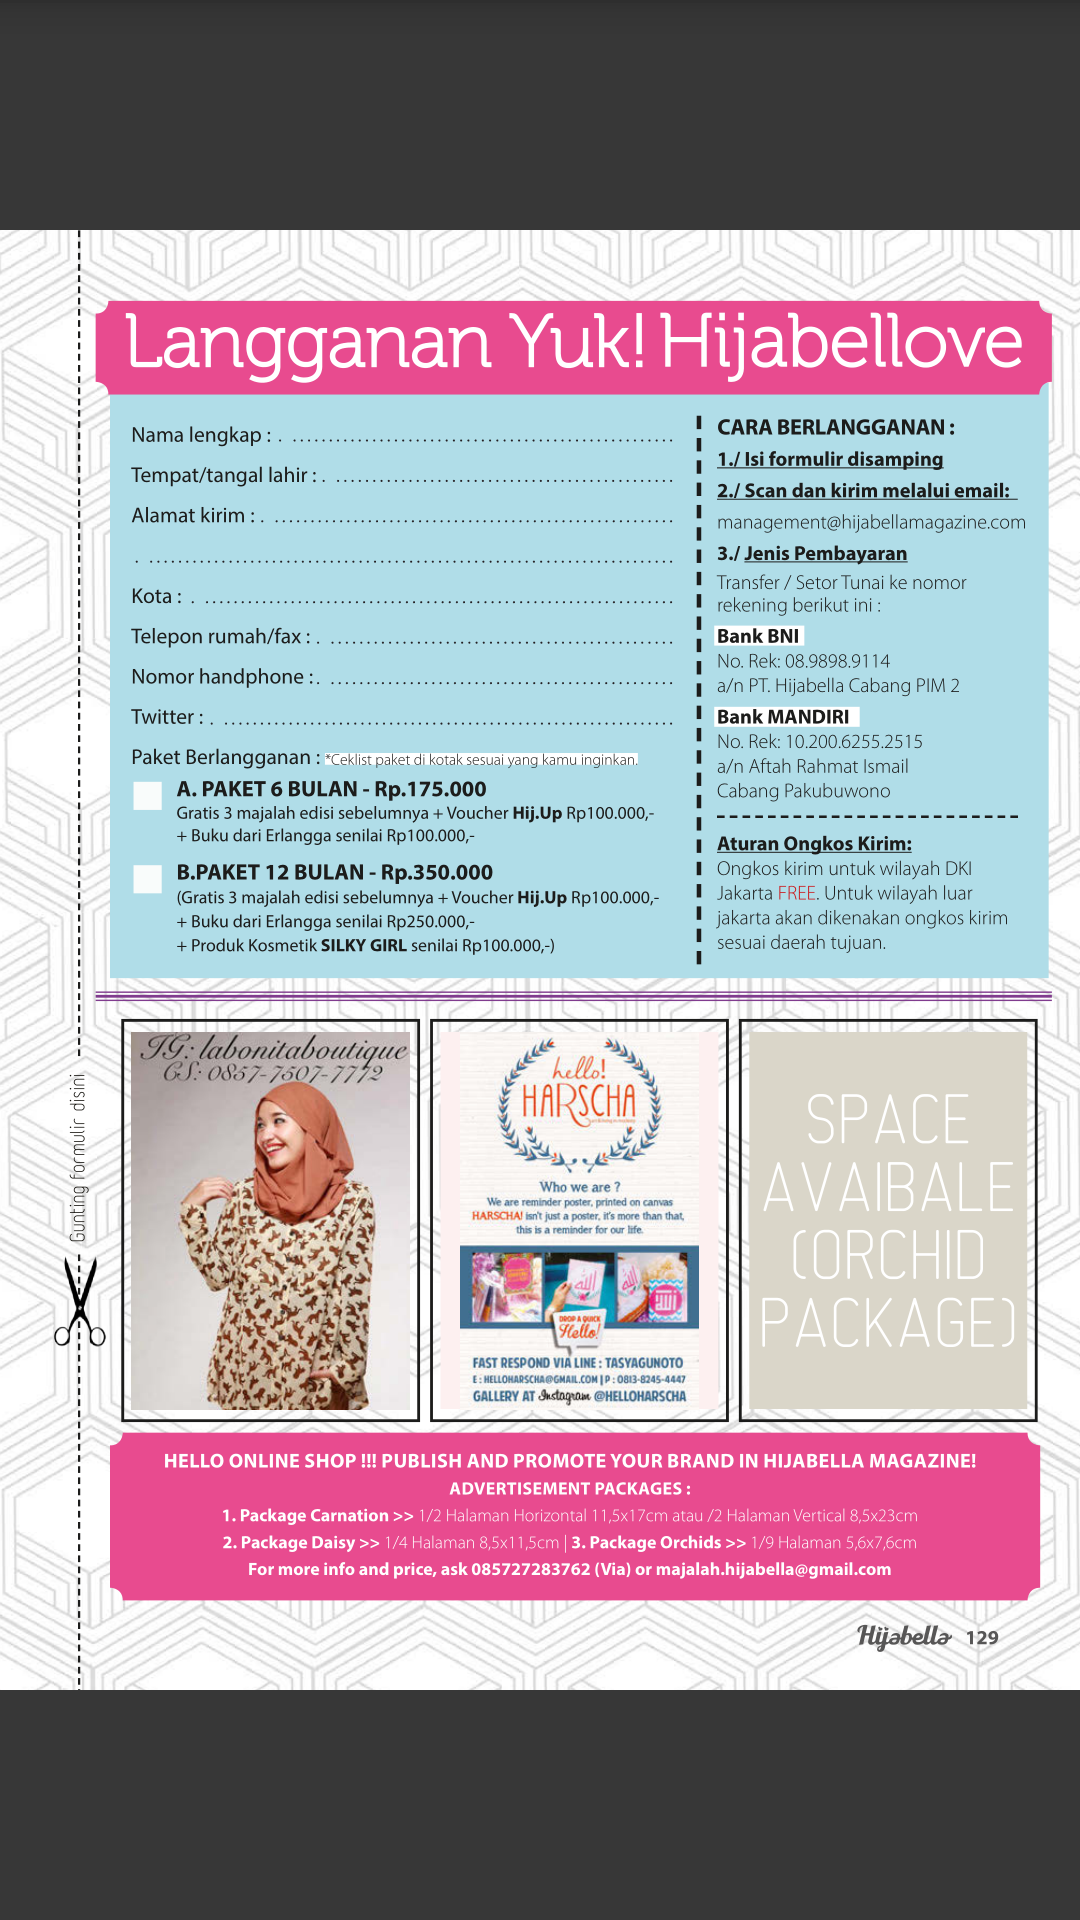 Langganan Yuk! Hijabellove
Nama lengkap : . ......................................................
Tempat/tangal lahir : . ................................................
Alamat kirim : . .........................................................
. ...........................................................................
Kota : . ...................................................................
Telepon rumah/fax : . .................................................
Nomor handphone : . .................................................
Twitter : . ................................................................
Paket Berlangganan : *Ceklist paket di kotak sesuai yang kamu inginkan.
A. PAKET 6 BULAN - Rp.175.000
Gratis 3 majalah edisi sebelumnya + Voucher Hij.Up Rp100.000,-
+ Buku dari Erlangga senilai Rp100.000,-
B.PAKET 12 BULAN - Rp.350.000
(Gratis 3 majalah edisi sebelumnya + Voucher Hij.Up Rp100.000,-
+ Buku dari Erlangga senilai Rp250.000,-
+ Produk Kosmetik SILKY GIRL senilai Rp100.000,-)
CARA BERLANGGANAN :
1./ Isi formulir disamping
2./ Scan dan kirim melalui email:
management@hijabellamagazine.com
3./ Jenis Pembayaran
Transfer / Setor Tunai ke nomor
rekening berikut ini :
Bank BNI
No. Rek: 08.9898.9114
a/n PT. Hijabella Cabang PIM 2
Bank MANDIRI
No. Rek: 10.200.6255.2515
a/n Aftah Rahmat Ismail
Cabang Pakubuwono
Aturan Ongkos Kirim:
Ongkos kirim untuk wilayah DKI
Jakarta FREE. Untuk wilayah luar
jakarta akan dikenakan ongkos kirim
sesuai daerah tujuan.
Gunting formulir disini
IG: labonitaboutique
CS: 0857-7507-7772
hello!
HARSCHA
Who we are ?
We are reminder poster, printed on canvas
HARSCHA! isn't just a poster, it's more than that,
this is a reminder for our life.
الله
DROP A QUICK
Hello!
FAST RESPOND VIA LINE : TASYAGUNOTO
E : HELLOHARSCHA@GMAIL.COM | P : 0813-8245-4447
GALLERY AT Instagram @HELLOHARSCHA
SPACE
AVAIBALE
(ORCHID
PACKAGE)
HELLO ONLINE SHOP !!! PUBLISH AND PROMOTE YOUR BRAND IN HIJABELLA MAGAZINE!
ADVERTISEMENT PACKAGES :
1. Package Carnation >> 1/2 Halaman Horizontal 11,5x17cm atau /2 Halaman Vertical 8,5x23cm
2. Package Daisy >> 1/4 Halaman 8,5x11,5cm | 3. Package Orchids >> 1/9 Halaman 5,6x7,6cm
For more info and price, ask 085727283762 (Via) or majalah.hijabella@gmail.com
Hijabella 129